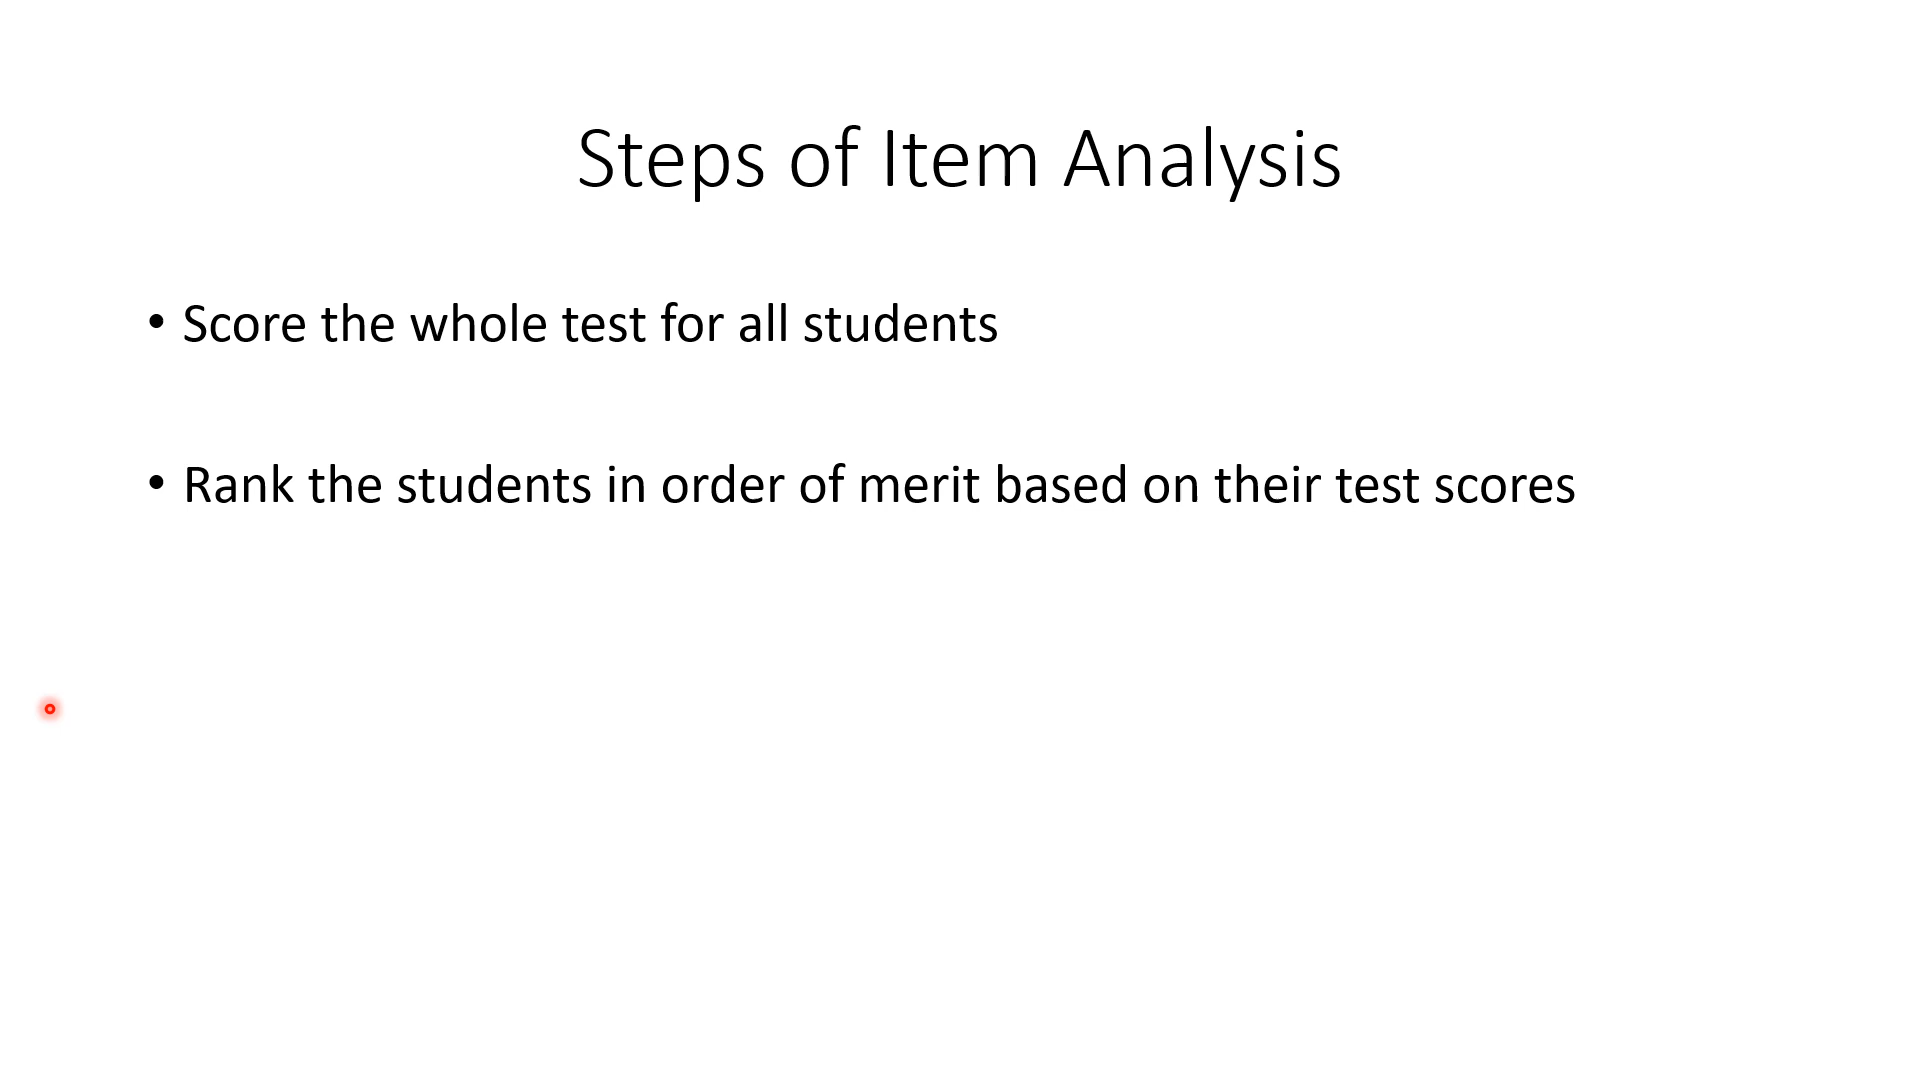 Steps of Item Analysis
• Score the whole test for all students
• Rank the students in order of merit based on their test scores